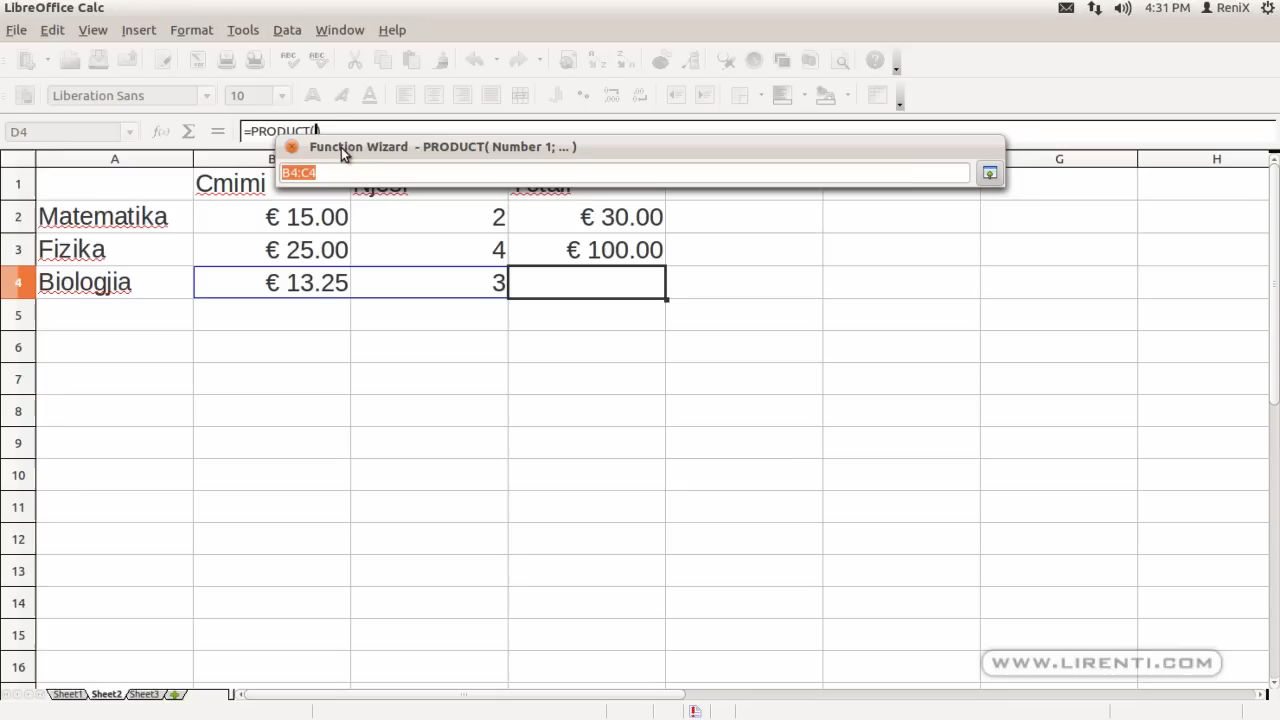 LibreOffice Calc
4:31 PM
ReniX
File Edit View Insert Format Tools Data Window Help
Liberation Sans 10
D4 =PRODUCT()
Function Wizard - PRODUCT( Number 1; ... )
B4:C4
A G H
1 Cmimi
2 Matematika € 15.00 2 € 30.00
3 Fizika € 25.00 4 € 100.00
4 Biologjia € 13.25 3
5
6
7
8
9
10
11
12
13
14
15
16
WWW.LIRENTI.COM
Sheet1 Sheet2 Sheet3